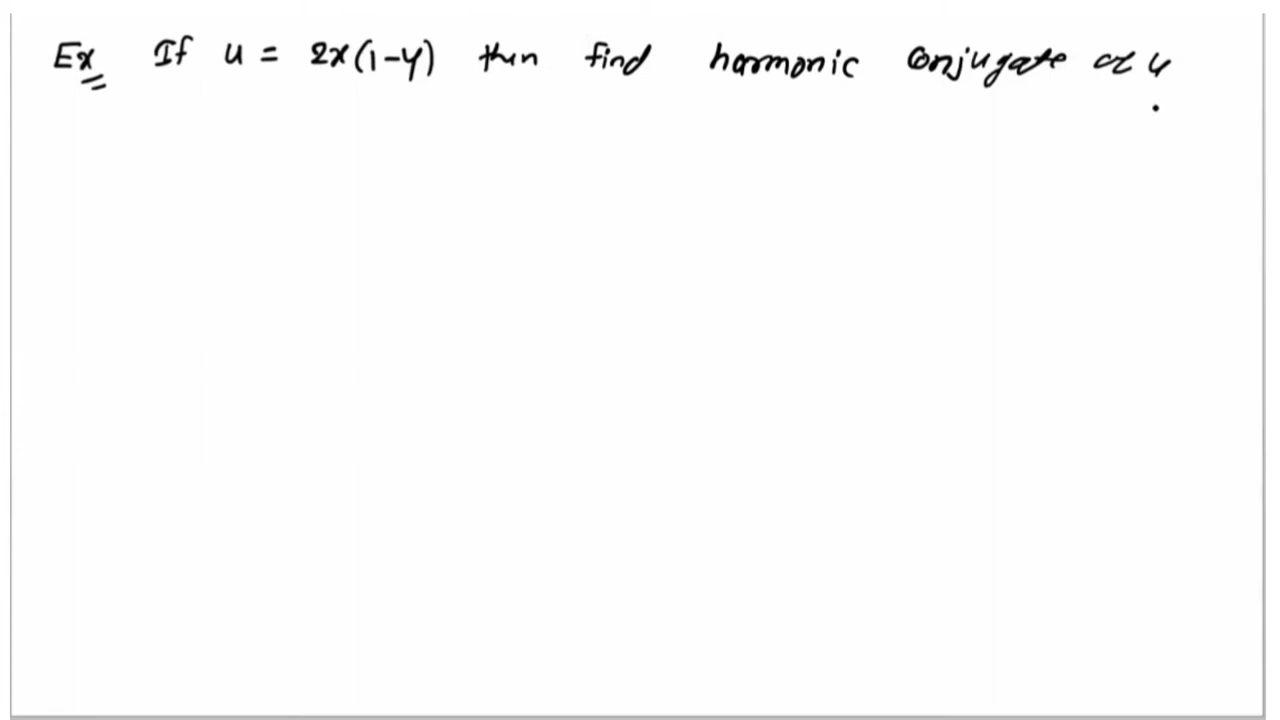 Ex If u = 2x(1-y) then find harmonic conjugate of u.